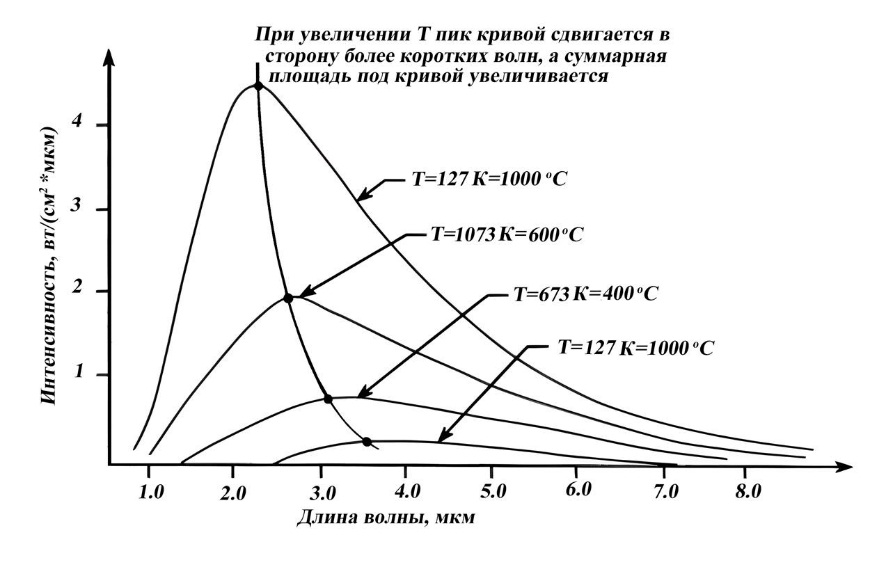 При увеличении T пик кривой сдвигается в
сторону более коротких волн, а суммарная
площадь под кривой увеличивается
Интенсивность, вт/(см² *мкм)
4
3
2
1
T=127 K=1000 °C
T=1073 K=600°C
T=673 K=400°C
T=127 K=1000 °C
1.0 2.0 3.0 4.0 5.0 6.0 7.0 8.0
Длина волны, мкм